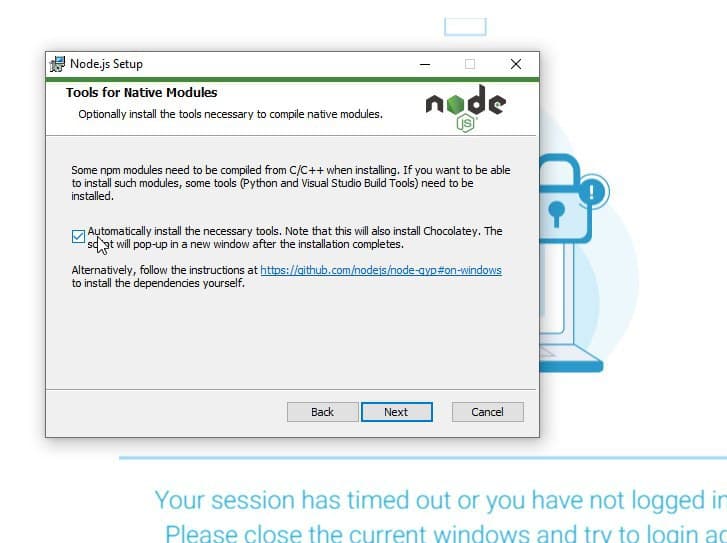 Node.js Setup
Tools for Native Modules
Optionally install the tools necessary to compile native modules.
node
JS
Some npm modules need to be compiled from C/C++ when installing. If you want to be able
to install such modules, some tools (Python and Visual Studio Build Tools) need to be
installed.
Automatically install the necessary tools. Note that this will also install Chocolatey. The
will pop-up in a new window after the installation completes.
Alternatively, follow the instructions at https://github.com/nodejs/node-gyp#on-windows
to install the dependencies yourself.
Back Next Cancel
Your session has timed out or you have not logged in
Please close the current windows and try to login